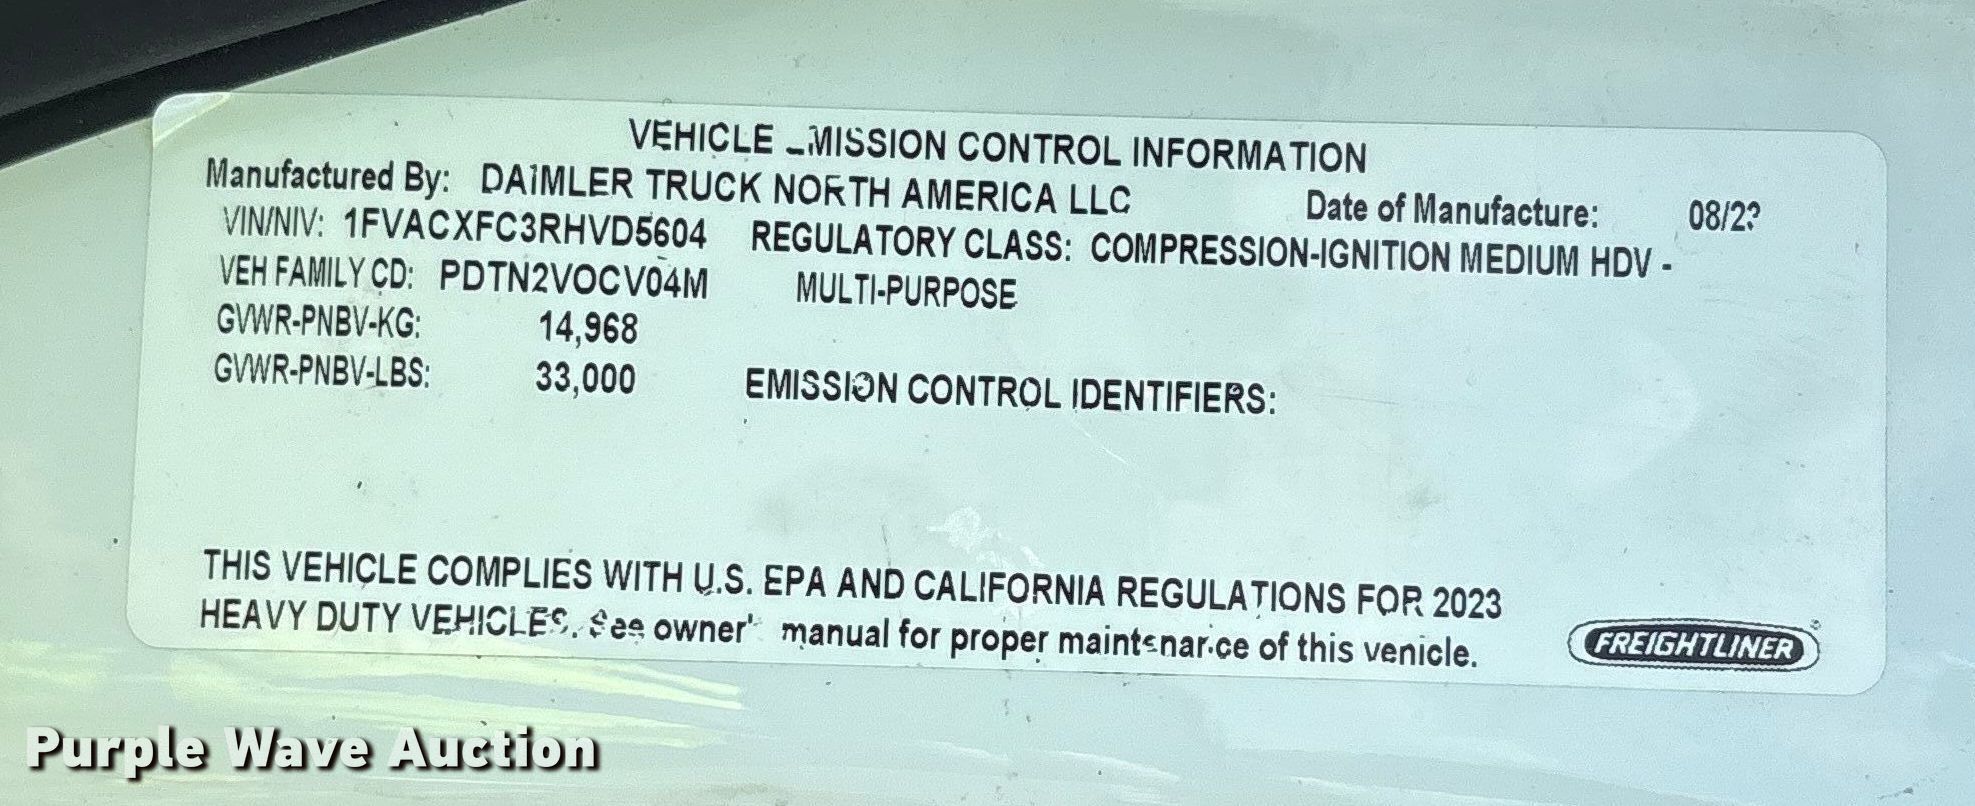 VEHICLE EMISSION CONTROL INFORMATION
Manufactured By: DAIMLER TRUCK NORTH AMERICA LLC Date of Manufacture: 08/23
VIN/NIV: 1FVACXFC3RHVD5604 REGULATORY CLASS: COMPRESSION-IGNITION MEDIUM HDV -
VEH FAMILY CD: PDTN2VOCV04M MULTI-PURPOSE
GVWR-PNBV-KG: 14,968
GVWR-PNBV-LBS: 33,000 EMISSION CONTROL IDENTIFIERS:
THIS VEHICLE COMPLIES WITH U.S. EPA AND CALIFORNIA REGULATIONS FOR 2023
HEAVY DUTY VEHICLES. See owner's manual for proper maintenance of this vehicle.
FREIGHTLINER
Purple Wave Auction